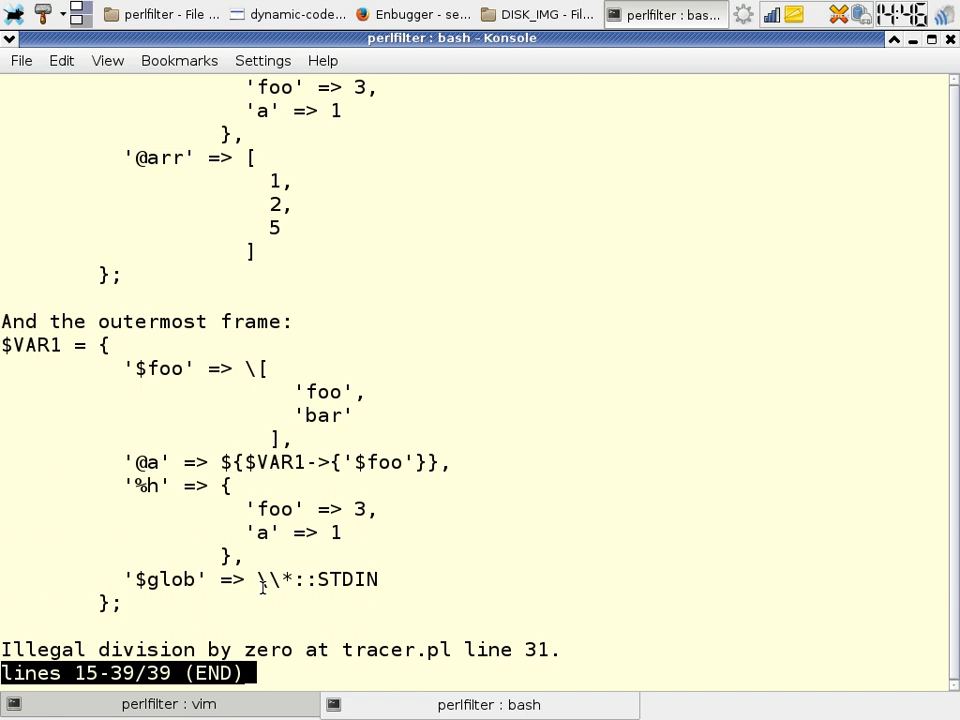 perlfilter - File ...
dynamic-code...
Enbugger - se...
DISK_IMG - Fil...
perlfilter : bas...
14:46
perlfilter : bash - Konsole
File Edit View Bookmarks Settings Help
'foo' => 3,
'a' => 1
},
'@arr' => [
1,
2,
5
]
};
And the outermost frame:
$VAR1 = {
'$foo' => \[
'foo',
'bar'
],
'@a' => ${$VAR1->{'$foo'}},
'%h' => {
'foo' => 3,
'a' => 1
},
'$glob' => \\*::STDIN
};
Illegal division by zero at tracer.pl line 31.
lines 15-39/39 (END)
perlfilter : vim
perlfilter : bash